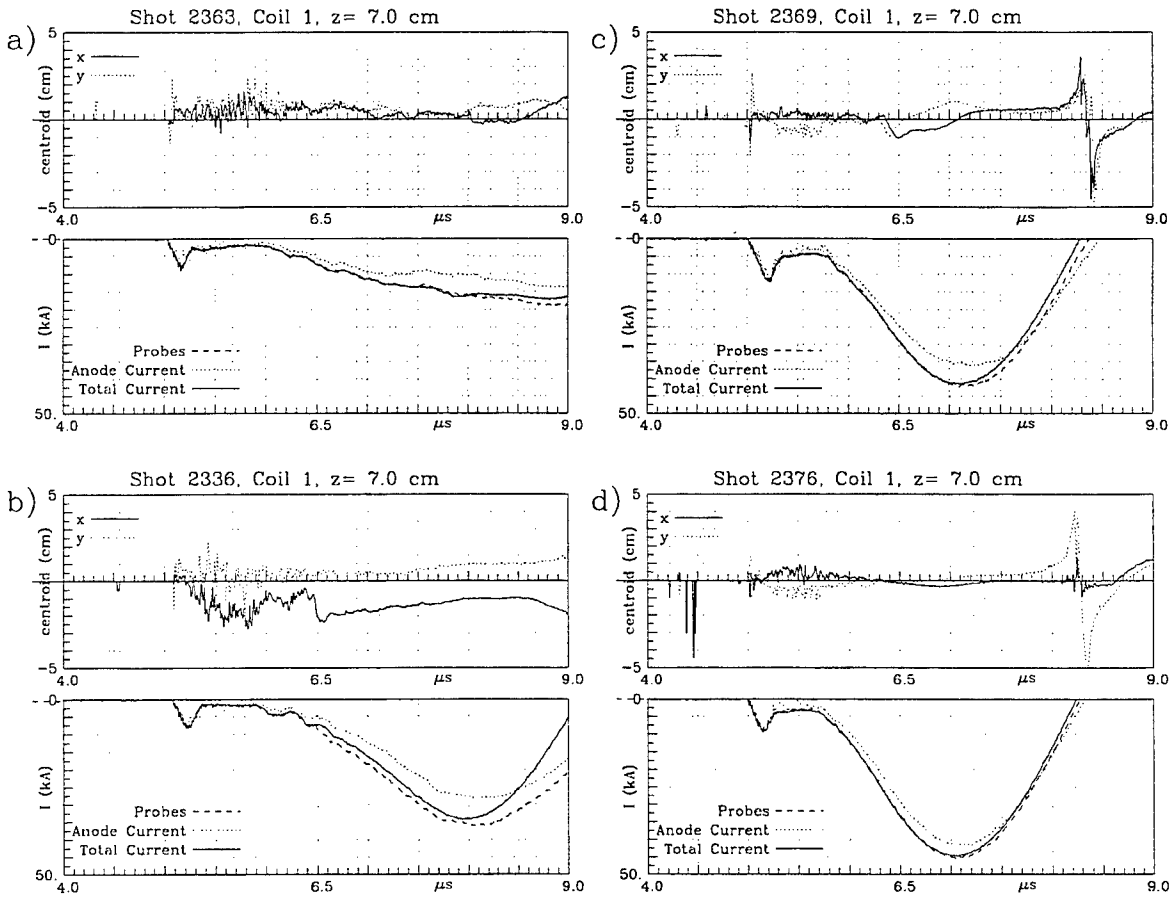 a)
Shot 2363, Coil 1, z= 7.0 cm
5
x
y
centroid (cm)
-5
4.0
6.5
μs
9.0
- -0-
I (kA)
Probes
Anode Current
Total Current
50.
4.0
6.5
μs
9.0
c)
Shot 2369, Coil 1, z= 7.0 cm
5
x
y
centroid (cm)
-5
4.0
6.5
μs
9.0
- -0
I (kA)
Probes
Anode Current
Total Current
50.
4.0
6.5
μs
9.0
b)
Shot 2336, Coil 1, z= 7.0 cm
5
x
y
centroid (cm)
-5
4.0
6.5
μs
9.0
- -0-
I (kA)
Probes
Anode Current
Total Current
50.
4.0
6.5
μs
9.0
d)
Shot 2376, Coil 1, z= 7.0 cm
5
x
y
centroid (cm)
-5
4.0
6.5
μs
9.0
- -0
I (kA)
Probes
Anode Current
Total Current
50.
4.0
6.5
μs
9.0